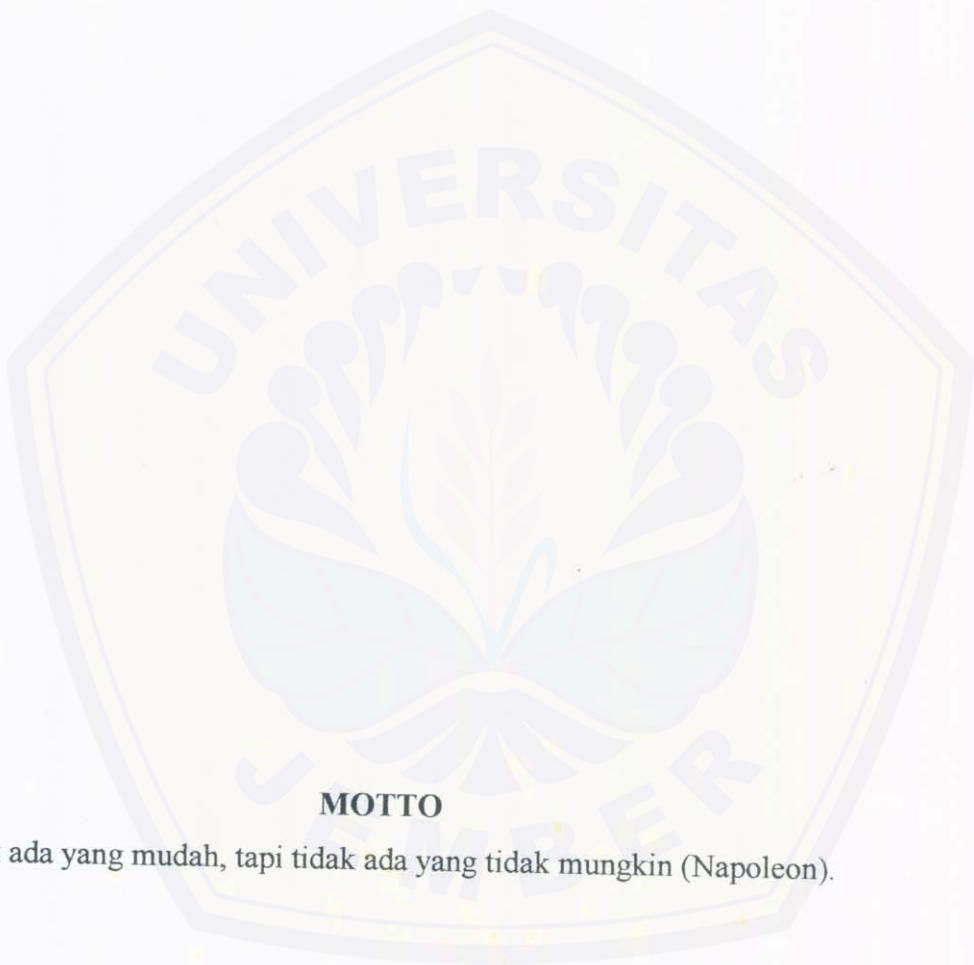 UNIVERSITAS
JEMBER
MOTTO
ada yang mudah, tapi tidak ada yang tidak mungkin (Napoleon).